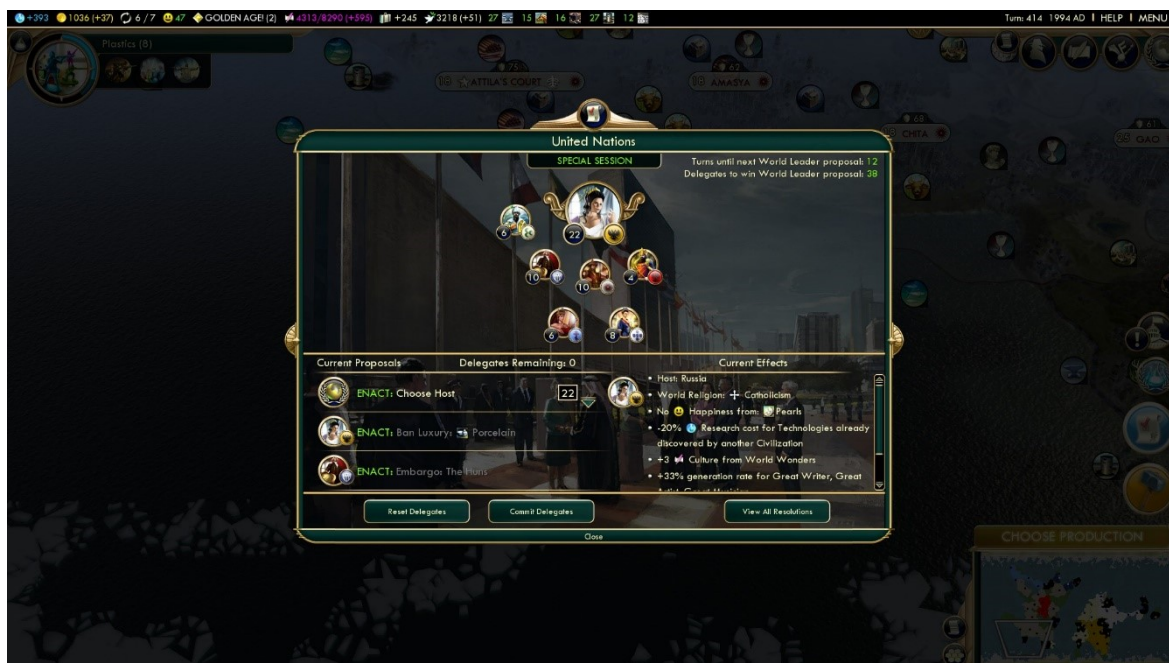 +393 1036 (+37) 6 / 7 47 GOLDEN AGE! (2) 4313/8290 (+595) +245 3218 (+51) 27 15 16 27 12 Turn: 414 1994 AD | HELP | MENU
Plastics (8)
ATTILA'S COURT
AMASYA
68
CHITA
GAO
United Nations
SPECIAL SESSION
Turns until next World Leader proposal: 12
Delegates to win World Leader proposal: 38
22
6
10
10
4
6
8
Current Proposals
Delegates Remaining: 0
Current Effects
ENACT: Choose Host
22
ENACT: Ban Luxury: Porcelain
ENACT: Embargo: The Huns
• Host: Russia
• World Religion: Catholicism
• No Happiness from: Pearls
• -20% Research cost for Technologies already
discovered by another Civilization
• +3 Culture from World Wonders
• +33% generation rate for Great Writer, Great
Reset Delegates
Commit Delegates
View All Resolutions
Close
CHOOSE PRODUCTION